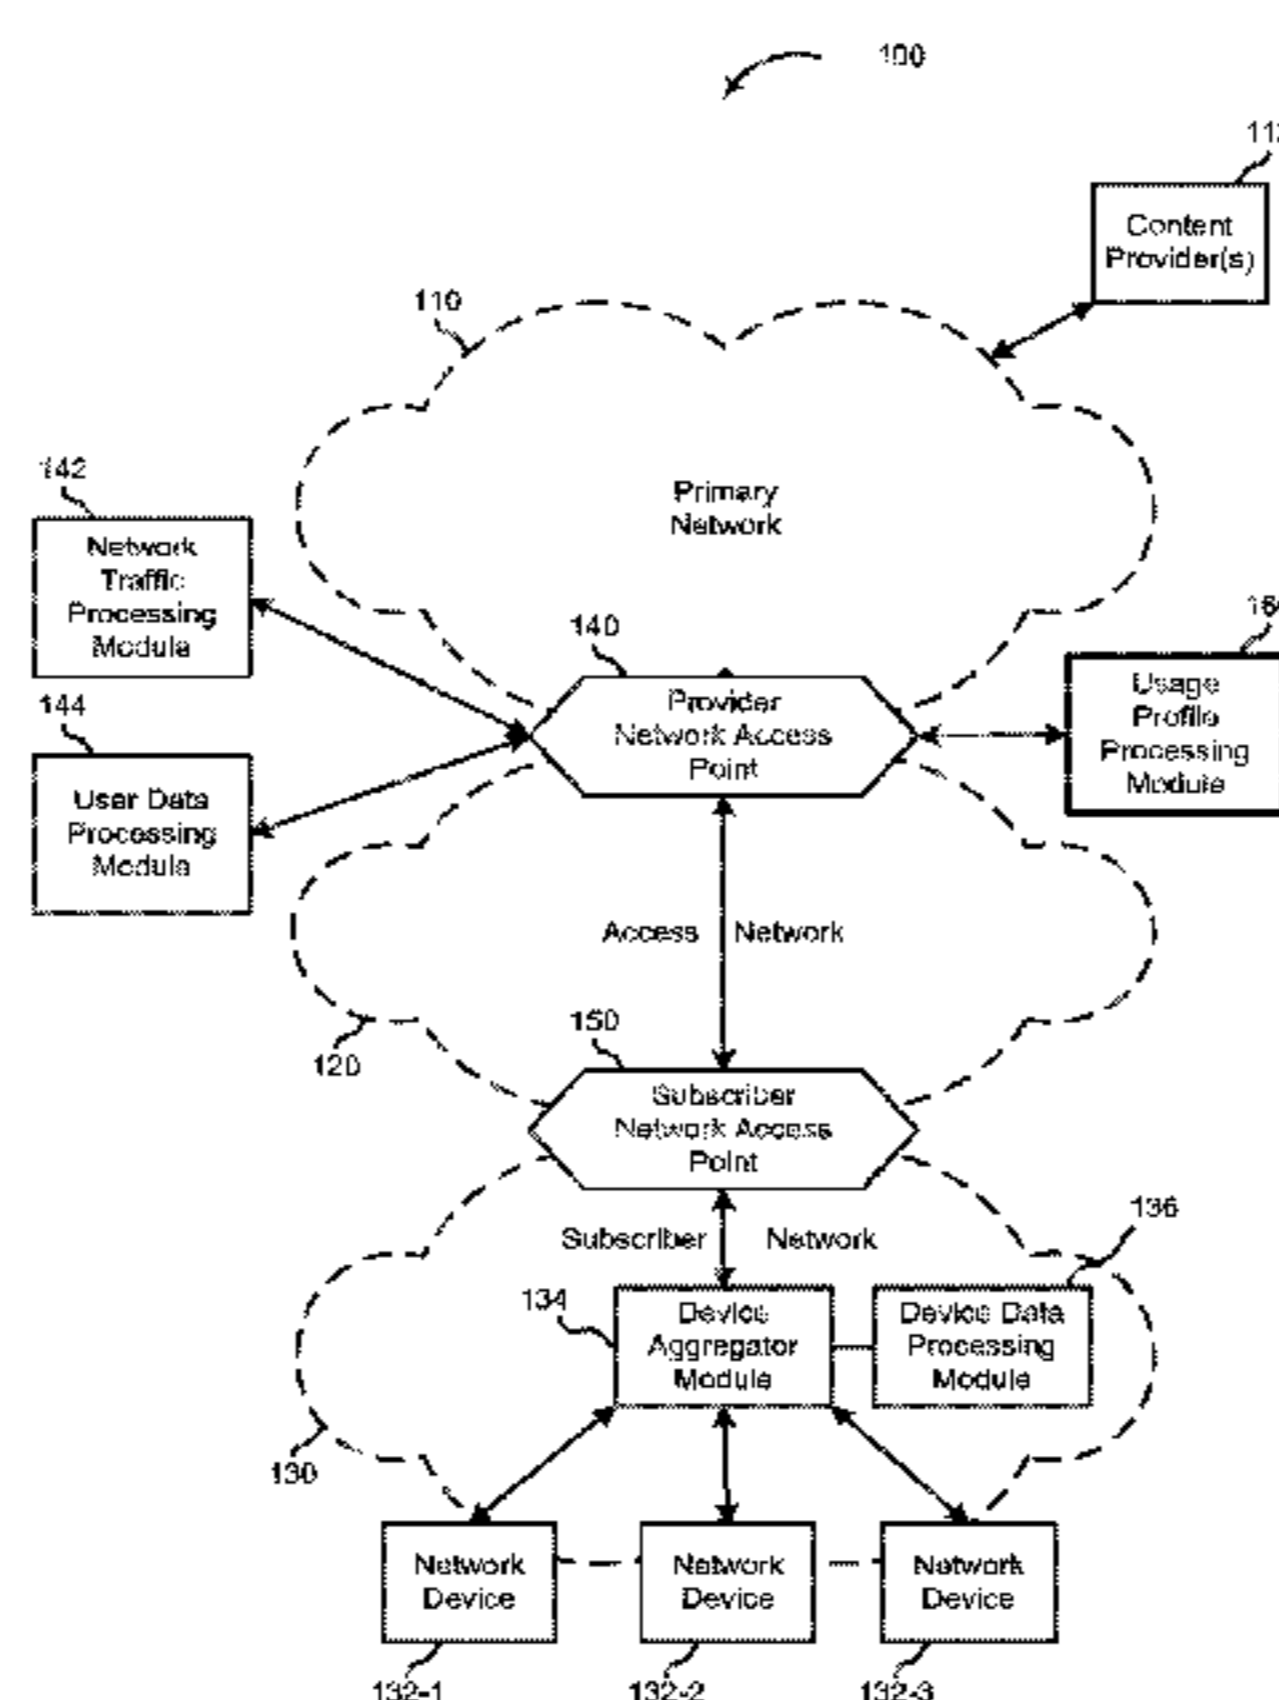 100
Content
Provider(s)
110
142
Primary
Network
Network
Traffic
Processing
Module
140
144
Provider
Network Access
Point
Usage
Profile
Processing
Module
User Data
Processing
Module
Access Network
150
120
Subscriber
Network Access
Point
136
Subscriber Network
134
Device
Aggregator
Module
Device Data
Processing
Module
130
Network
Device
Network
Device
Network
Device
132-1
132-2
132-3